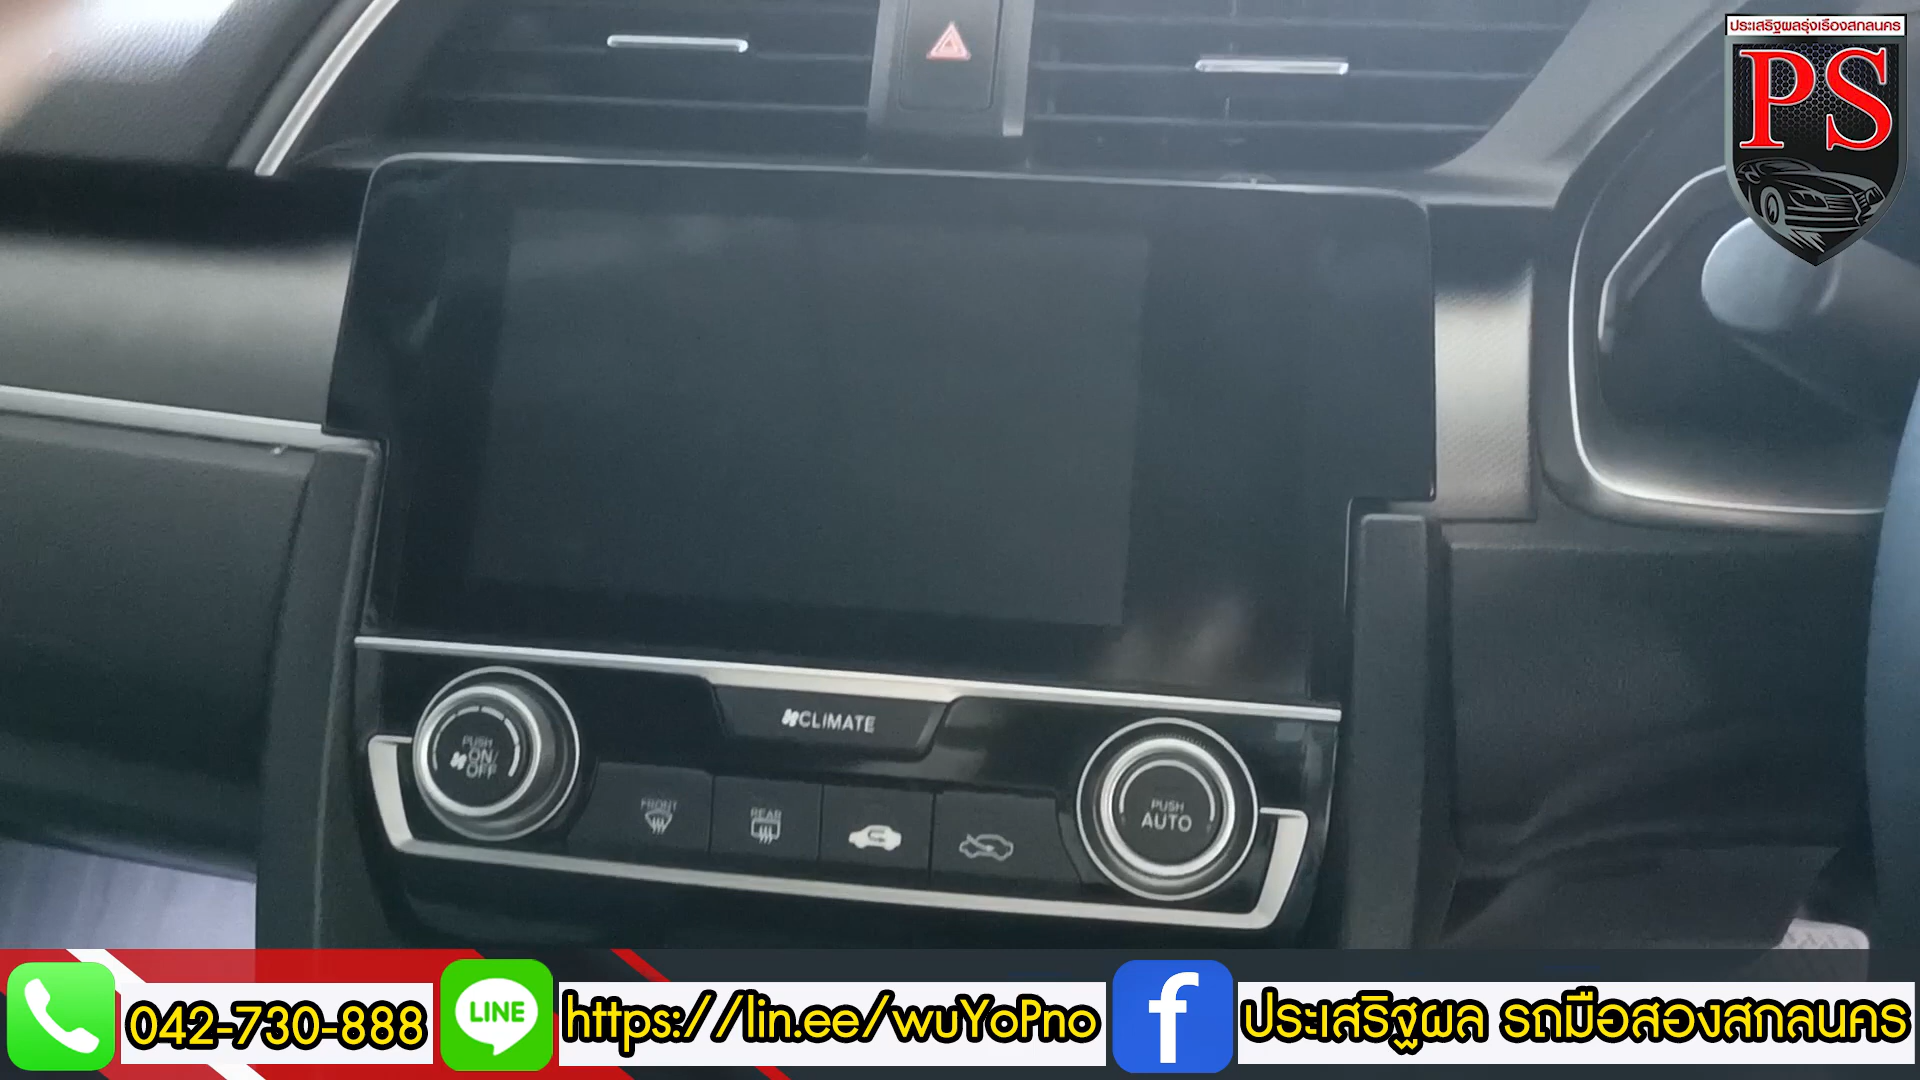 ประเสริฐผลรุ่งเรืองสกลนคร
PS
CLIMATE
PUSH
ON/
OFF
FRONT
REAR
PUSH
AUTO
042-730-888
LINE
https://lin.ee/wuYoPno
f
ประเสริฐผล รถมือสองสกลนคร